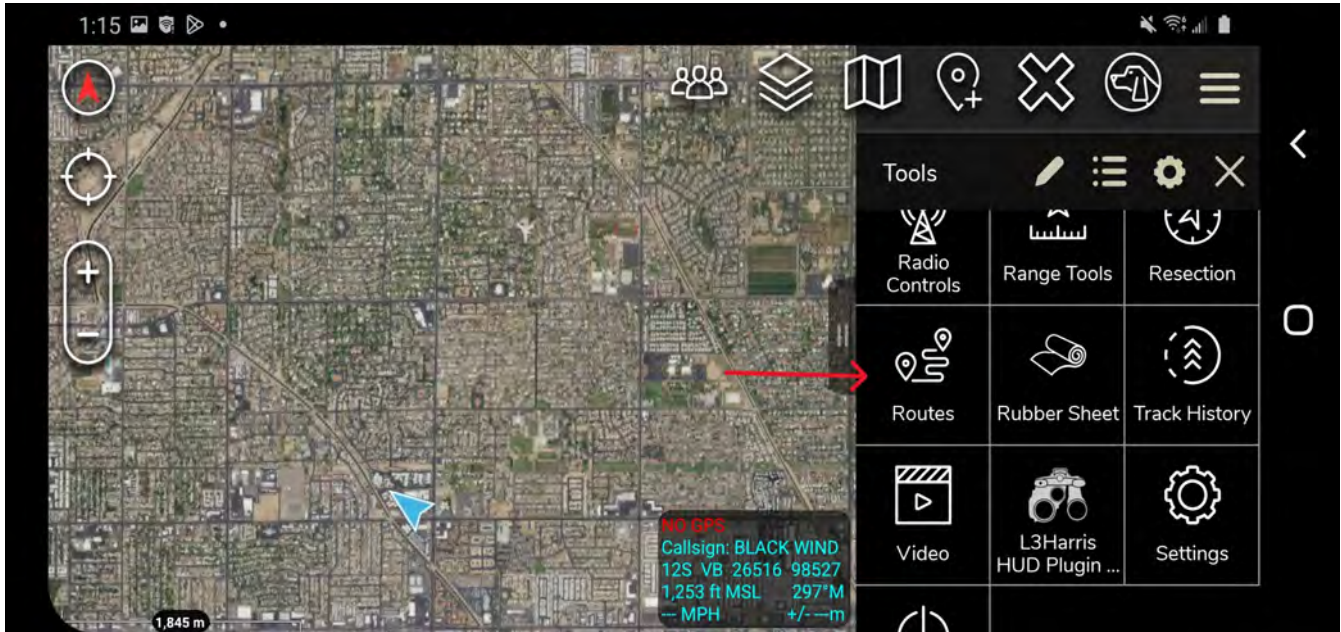 1:15
Tools
Radio
Controls
Range Tools
Resection
Routes
Rubber Sheet
Track History
Video
L3Harris
HUD Plugin ...
Settings
NO GPS
Callsign: BLACK WIND
12S VB 26516 98527
1,253 ft MSL 297°M
--- MPH +/- ---m
1,845 m